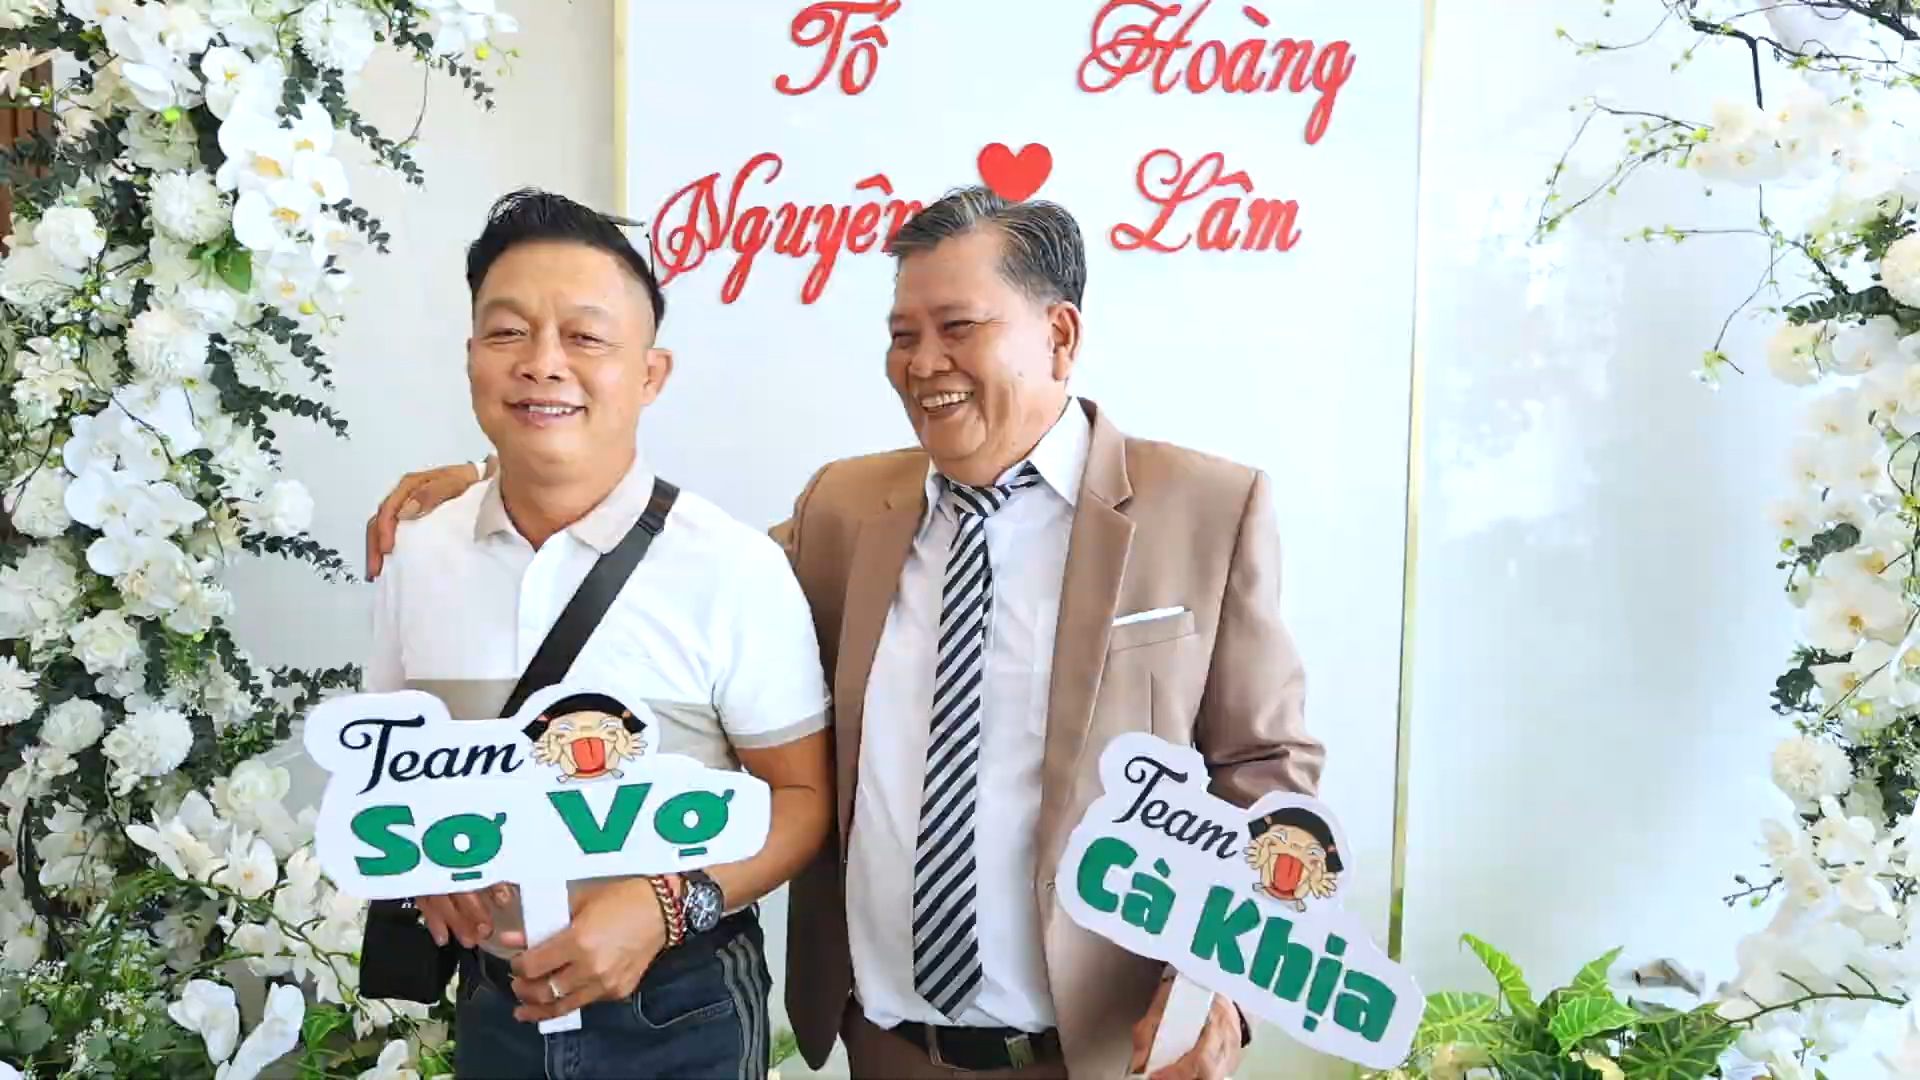 Tố Hoàng
Nguyên Lâm
Team
Sợ Vợ
Team
Cà Khịa